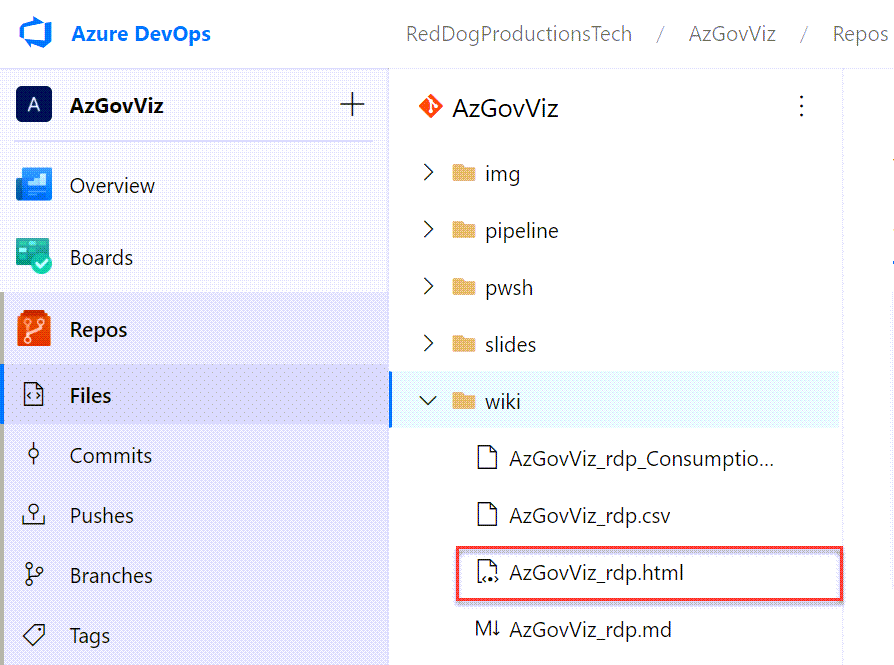 Azure DevOps
RedDogProductionsTech / AzGovViz / Repos
A AzGovViz
Overview
Boards
Repos
Files
Commits
Pushes
Branches
Tags
AzGovViz
img
pipeline
pwsh
slides
wiki
AzGovViz_rdp_Consumptio...
AzGovViz_rdp.csv
AzGovViz_rdp.html
M↓ AzGovViz_rdp.md